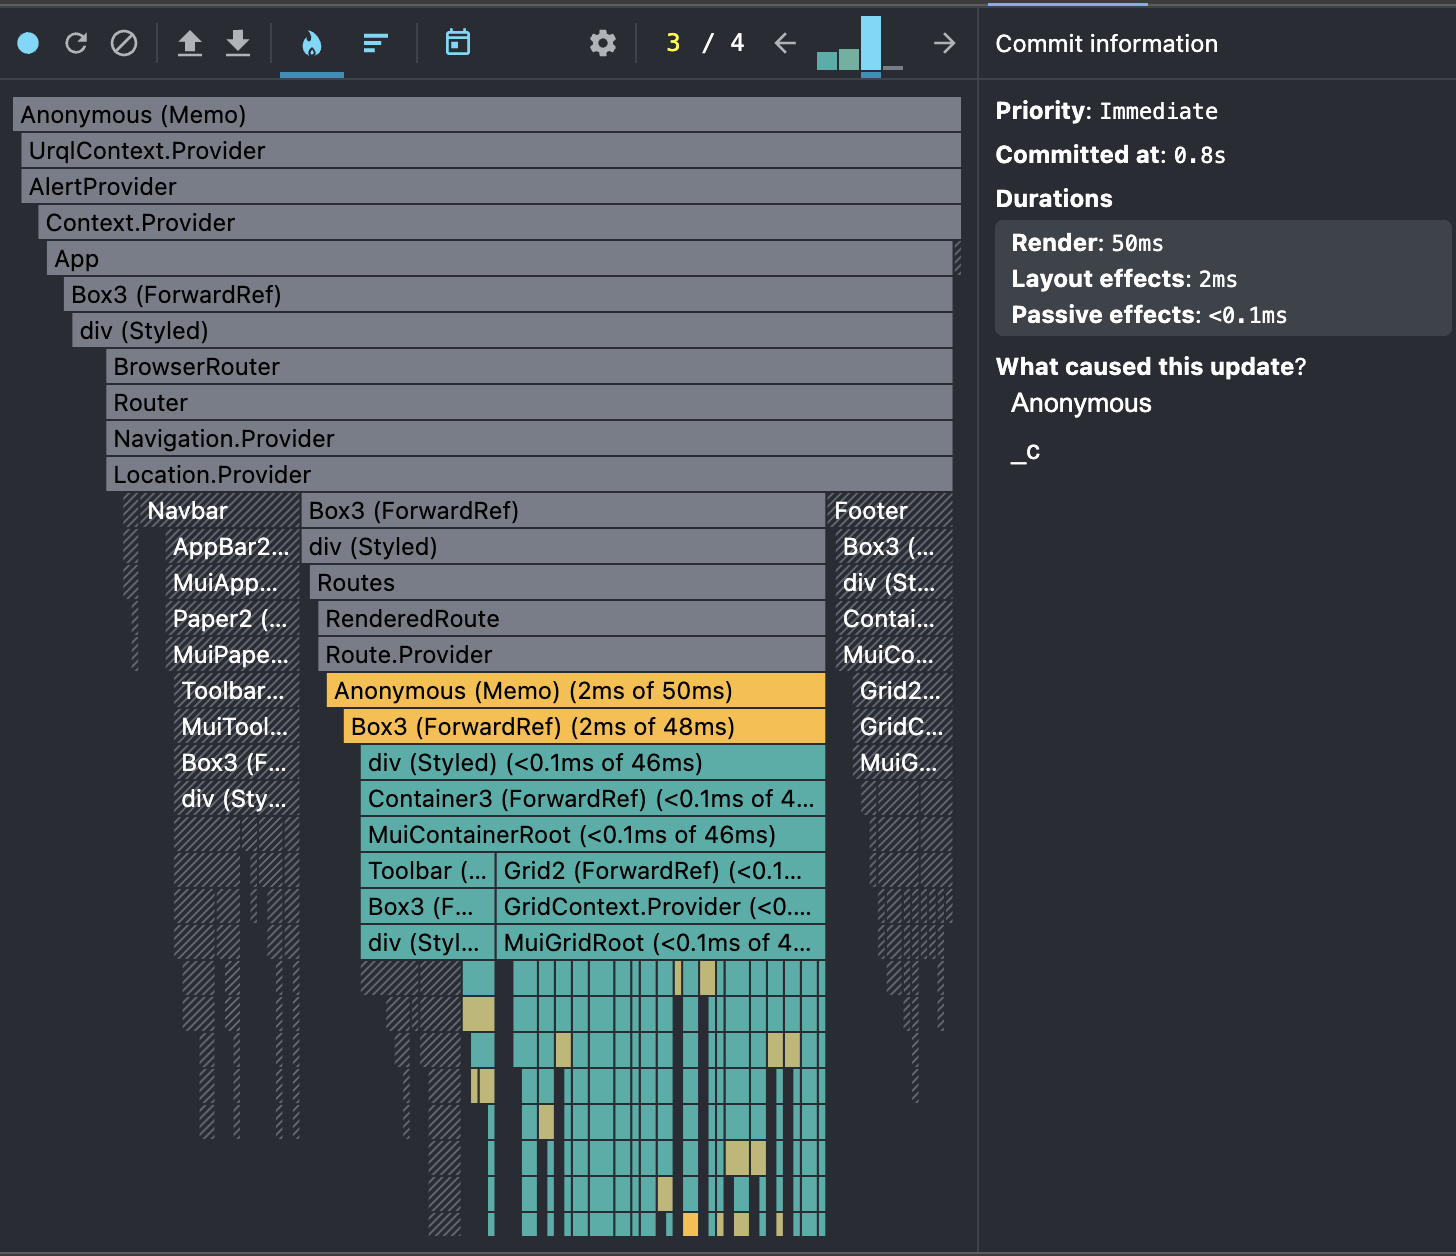 3 / 4
Commit information
Priority: Immediate
Committed at: 0.8s
Durations
Render: 50ms
Layout effects: 2ms
Passive effects: <0.1ms
What caused this update?
Anonymous
_c
Anonymous (Memo)
UrqlContext.Provider
AlertProvider
Context.Provider
App
Box3 (ForwardRef)
div (Styled)
BrowserRouter
Router
Navigation.Provider
Location.Provider
Navbar Box3 (ForwardRef) Footer
AppBar2... div (Styled) Box3 (...
MuiApp... Routes div (St...
Paper2 (... RenderedRoute Contai...
MuiPape... Route.Provider MuiCo...
Toolbar... Anonymous (Memo) (2ms of 50ms) Grid2...
MuiTool... Box3 (ForwardRef) (2ms of 48ms) GridC...
Box3 (F... div (Styled) (<0.1ms of 46ms) MuiG...
div (Sty... Container3 (ForwardRef) (<0.1ms of 4...
MuiContainerRoot (<0.1ms of 46ms)
Toolbar (... Grid2 (ForwardRef) (<0.1...
Box3 (F... GridContext.Provider (<0....
div (Styl... MuiGridRoot (<0.1ms of 4...